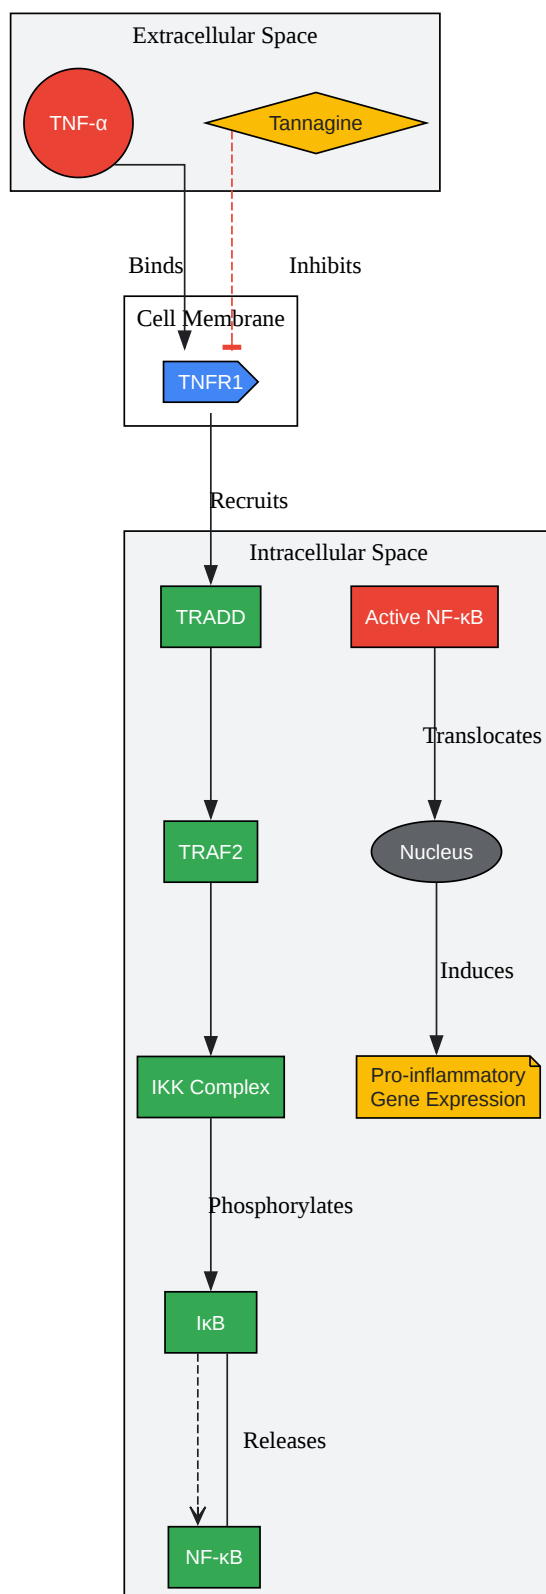 Extracellular Space
TNF-α
Tannagine
Binds
Inhibits
Cell Membrane
TNFR1
Recruits
Intracellular Space
TRADD
Active NF-κB
Translocates
TRAF2
Nucleus
Induces
IKK Complex
Pro-inflammatory
Gene Expression
Phosphorylates
IκB
Releases
NF-κB